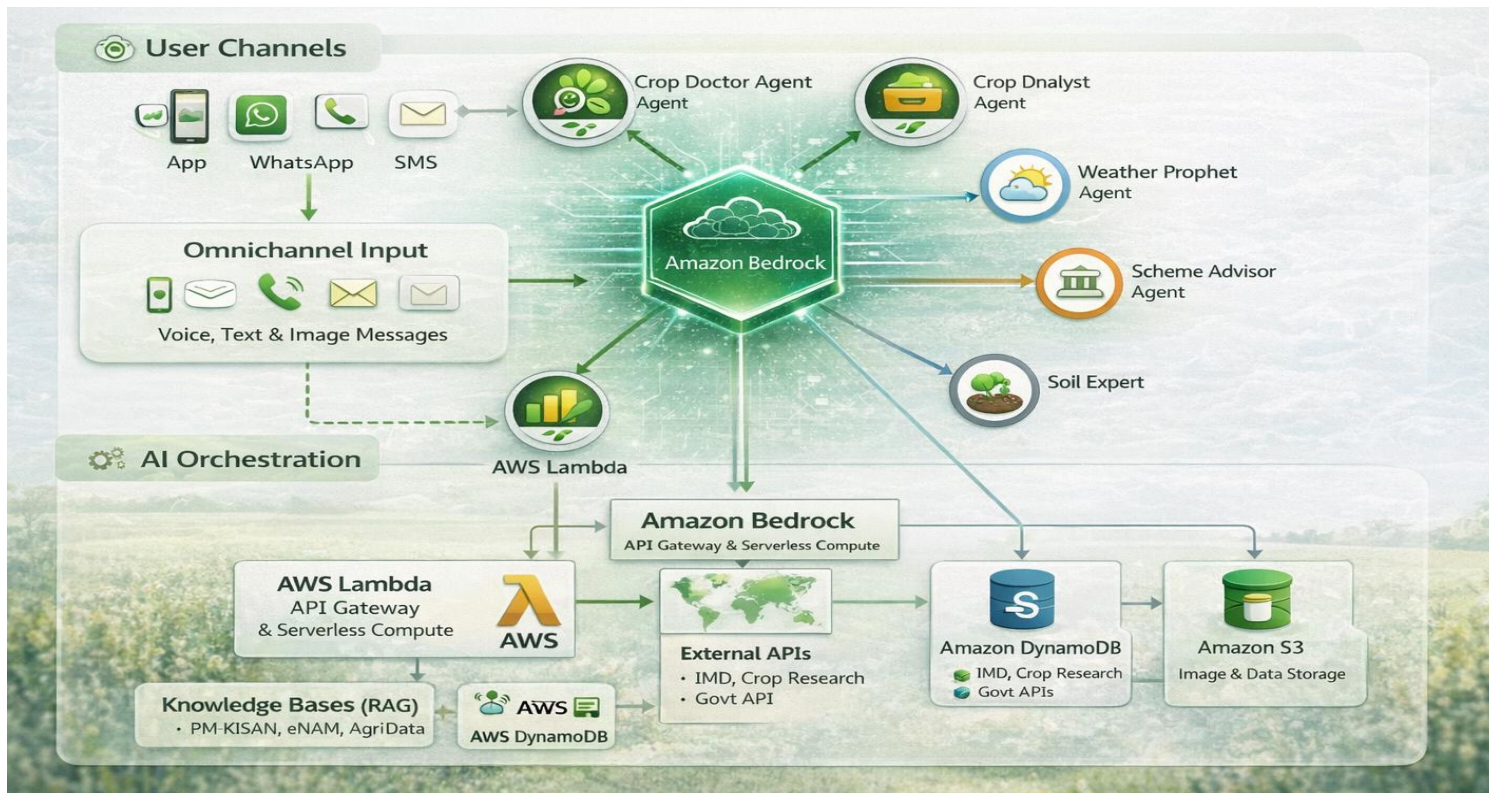 User Channels
App
WhatsApp
SMS
Crop Doctor Agent
Agent
Crop Dnalyst
Agent
Weather Prophet
Agent
Scheme Advisor
Agent
Soil Expert
Amazon Bedrock
Omnichannel Input
Voice, Text & Image Messages
AWS Lambda
AI Orchestration
Amazon Bedrock
API Gateway & Serverless Compute
AWS Lambda
API Gateway
& Serverless Compute
AWS
External APIs
• IMD, Crop Research
• Govt API
S
Amazon DynamoDB
IMD, Crop Research
Govt APIs
Amazon S3
Image & Data Storage
Knowledge Bases (RAG)
• PM-KISAN, eNAM, AgriData
AWS
AWS DynamoDB